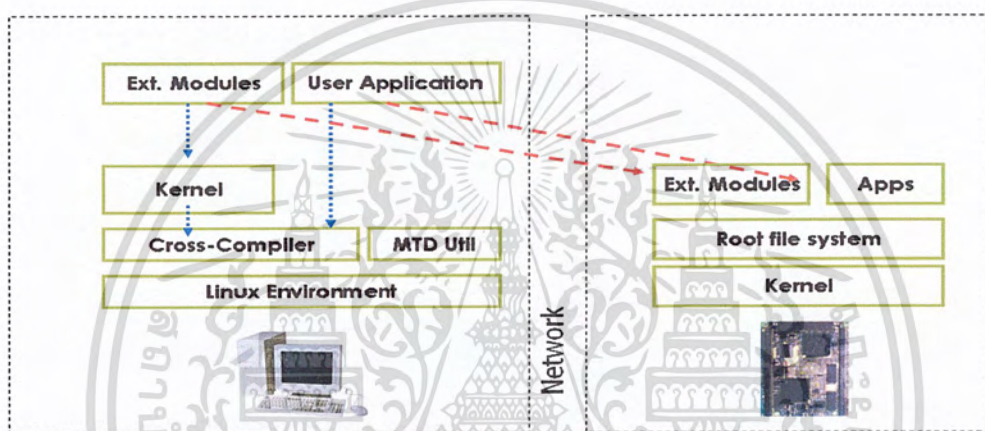 Ext. Modules
User Application
Kernel
Cross-Compiler
MTD Util
Linux Environment
Network
Ext. Modules
Apps
Root file system
Kernel